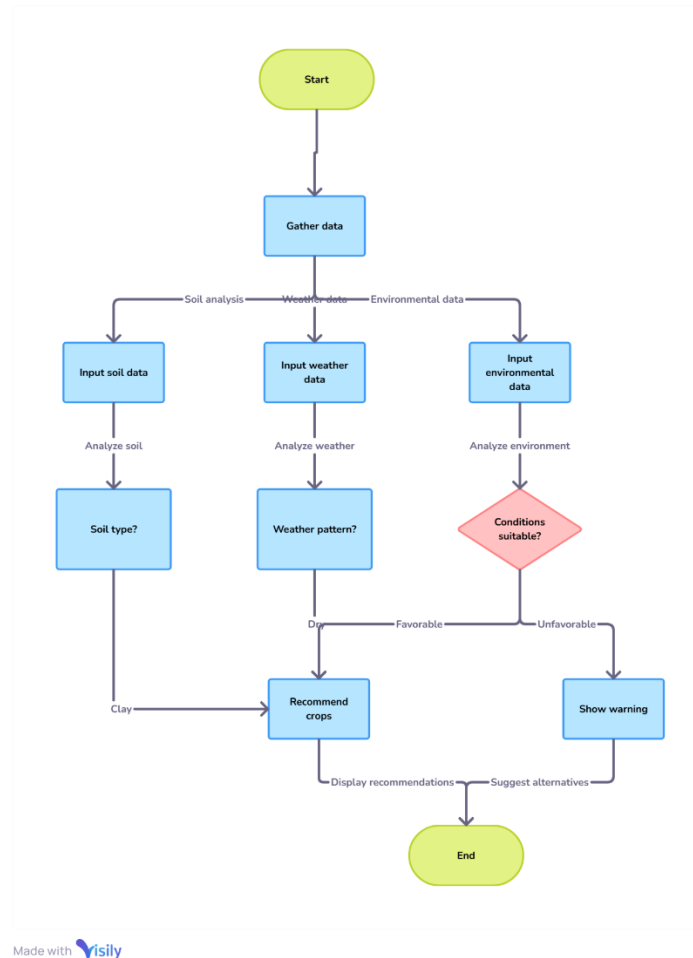 Start
Gather data
Soil analysis
Weather data
Environmental data
Input soil data
Input weather
data
Input
environmental
data
Analyze soil
Analyze weather
Analyze environment
Soil type?
Weather pattern?
Conditions
suitable?
Dry
Favorable
Unfavorable
Clay
Recommend
crops
Show warning
Display recommendations
Suggest alternatives
End
Made with Visily